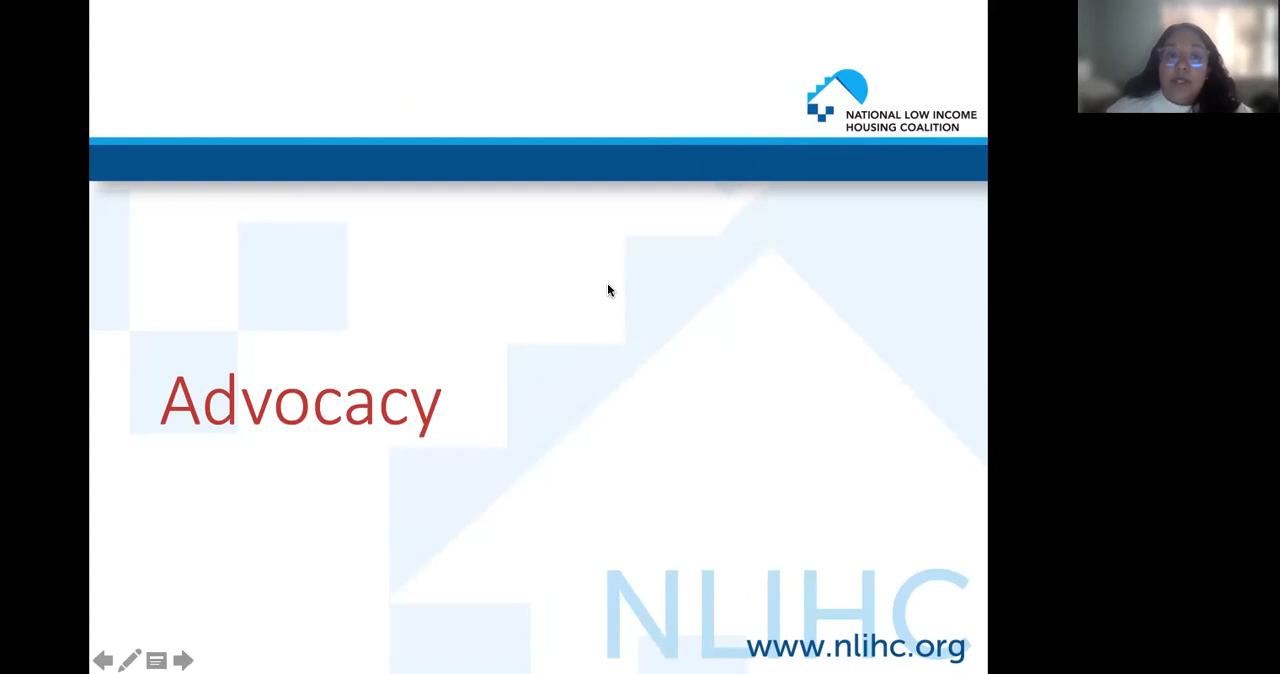 NATIONAL LOW INCOME
HOUSING COALITION
Advocacy
NLIHC
www.nlihc.org